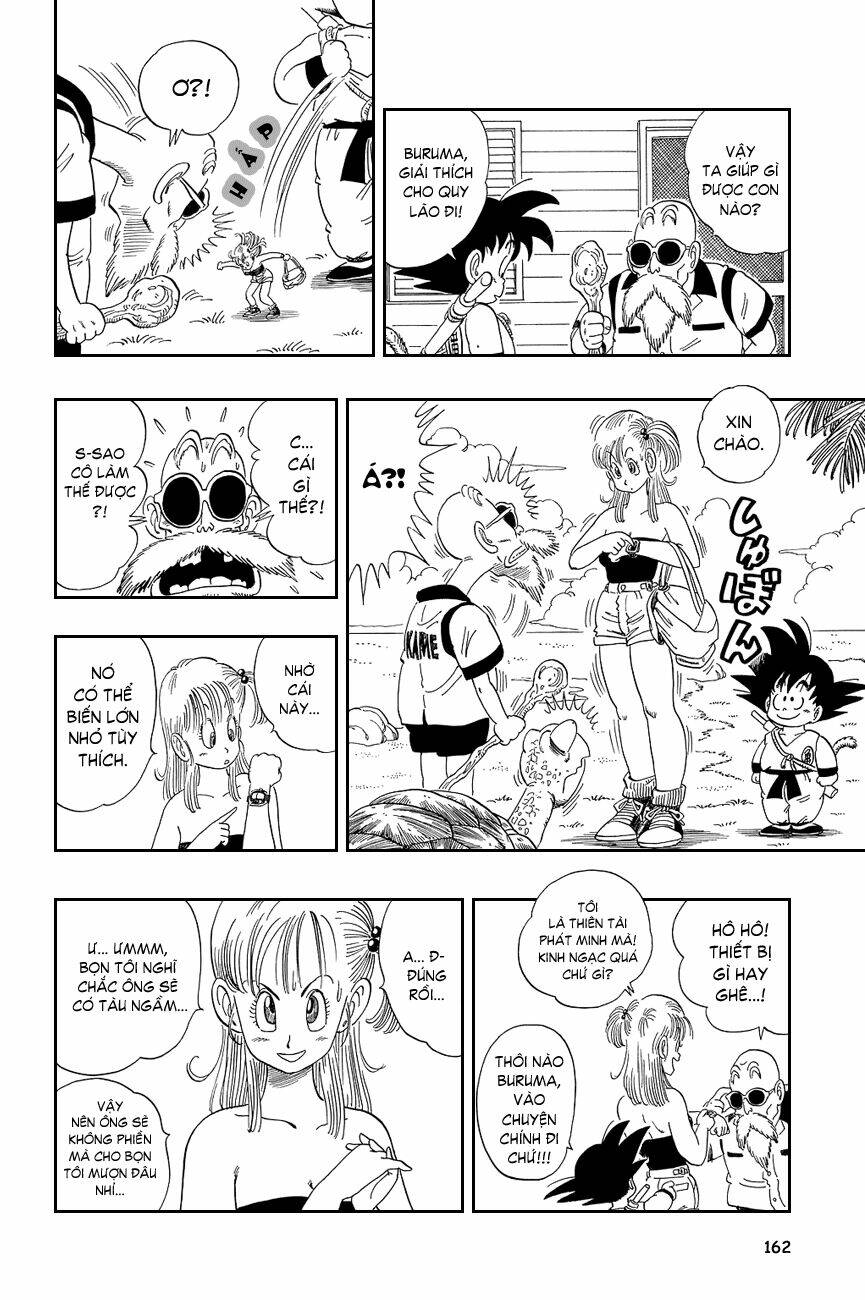 VẬY
TA GIÚP GÌ
ĐƯỢC CON
NÀO?
BURUMA,
GIẢI THÍCH
CHO QUY
LÃO ĐI!
Ơ?!
HẤP
XIN
CHÀO.
しゅぼん
Á?!
KAME
C...
CÁI
GÌ
THẾ?!
S-SAO
CÔ LÀM
THẾ ĐƯỢC
?!
NHỜ
CÁI
NÀY...
NÓ
CÓ THỂ
BIẾN LỚN
NHỎ TÙY
THÍCH.
HÔ HÔ!
THIẾT BỊ
GÌ HAY
GHÊ...!
TÔI
LÀ THIÊN TÀI
PHÁT MINH MÀ!
KINH NGẠC QUÁ
CHỨ GÌ?
THÔI NÀO
BURUMA,
VÀO
CHUYỆN
CHÍNH ĐI
CHỨ!!!
A... Đ-
ĐÚNG
RỒI...
Ư... ƯMMM,
BỌN TÔI NGHĨ
CHẮC ÔNG SẼ
CÓ TÀU NGẦM...
VẬY
NÊN ÔNG SẼ
KHÔNG PHIỀN
MÀ CHO BỌN
TÔI MƯỢN ĐÂU
NHÍ...
162